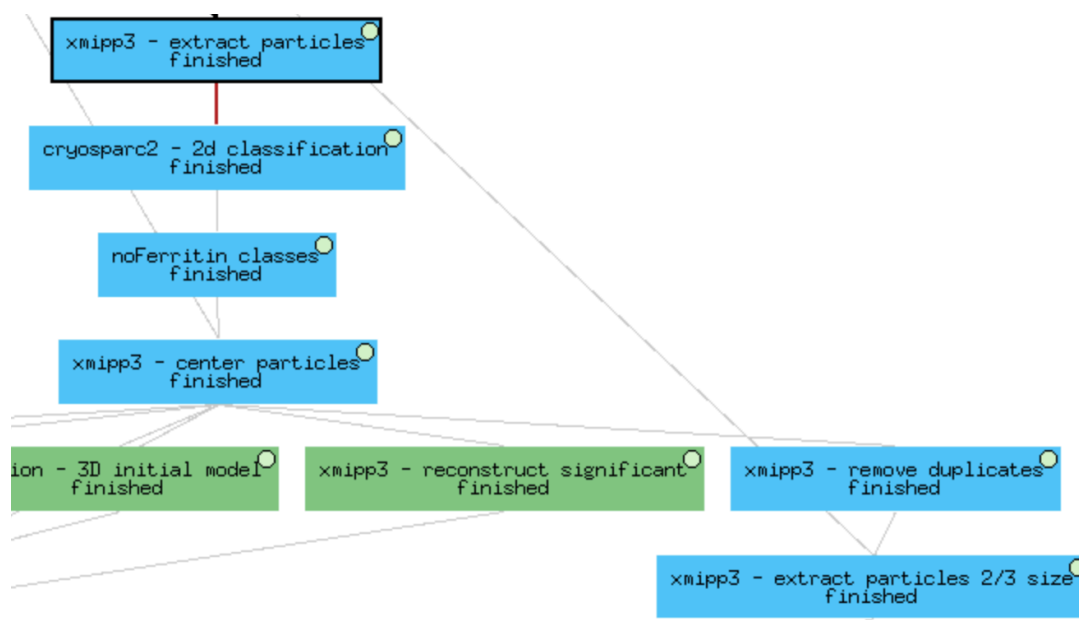 xmipp3 - extract particles
finished
cryosparc2 - 2d classification
finished
noFerritin classes
finished
xmipp3 - center particles
finished
ion - 3D initial model
finished
xmipp3 - reconstruct significant
finished
xmipp3 - remove duplicates
finished
xmipp3 - extract particles 2/3 size
finished